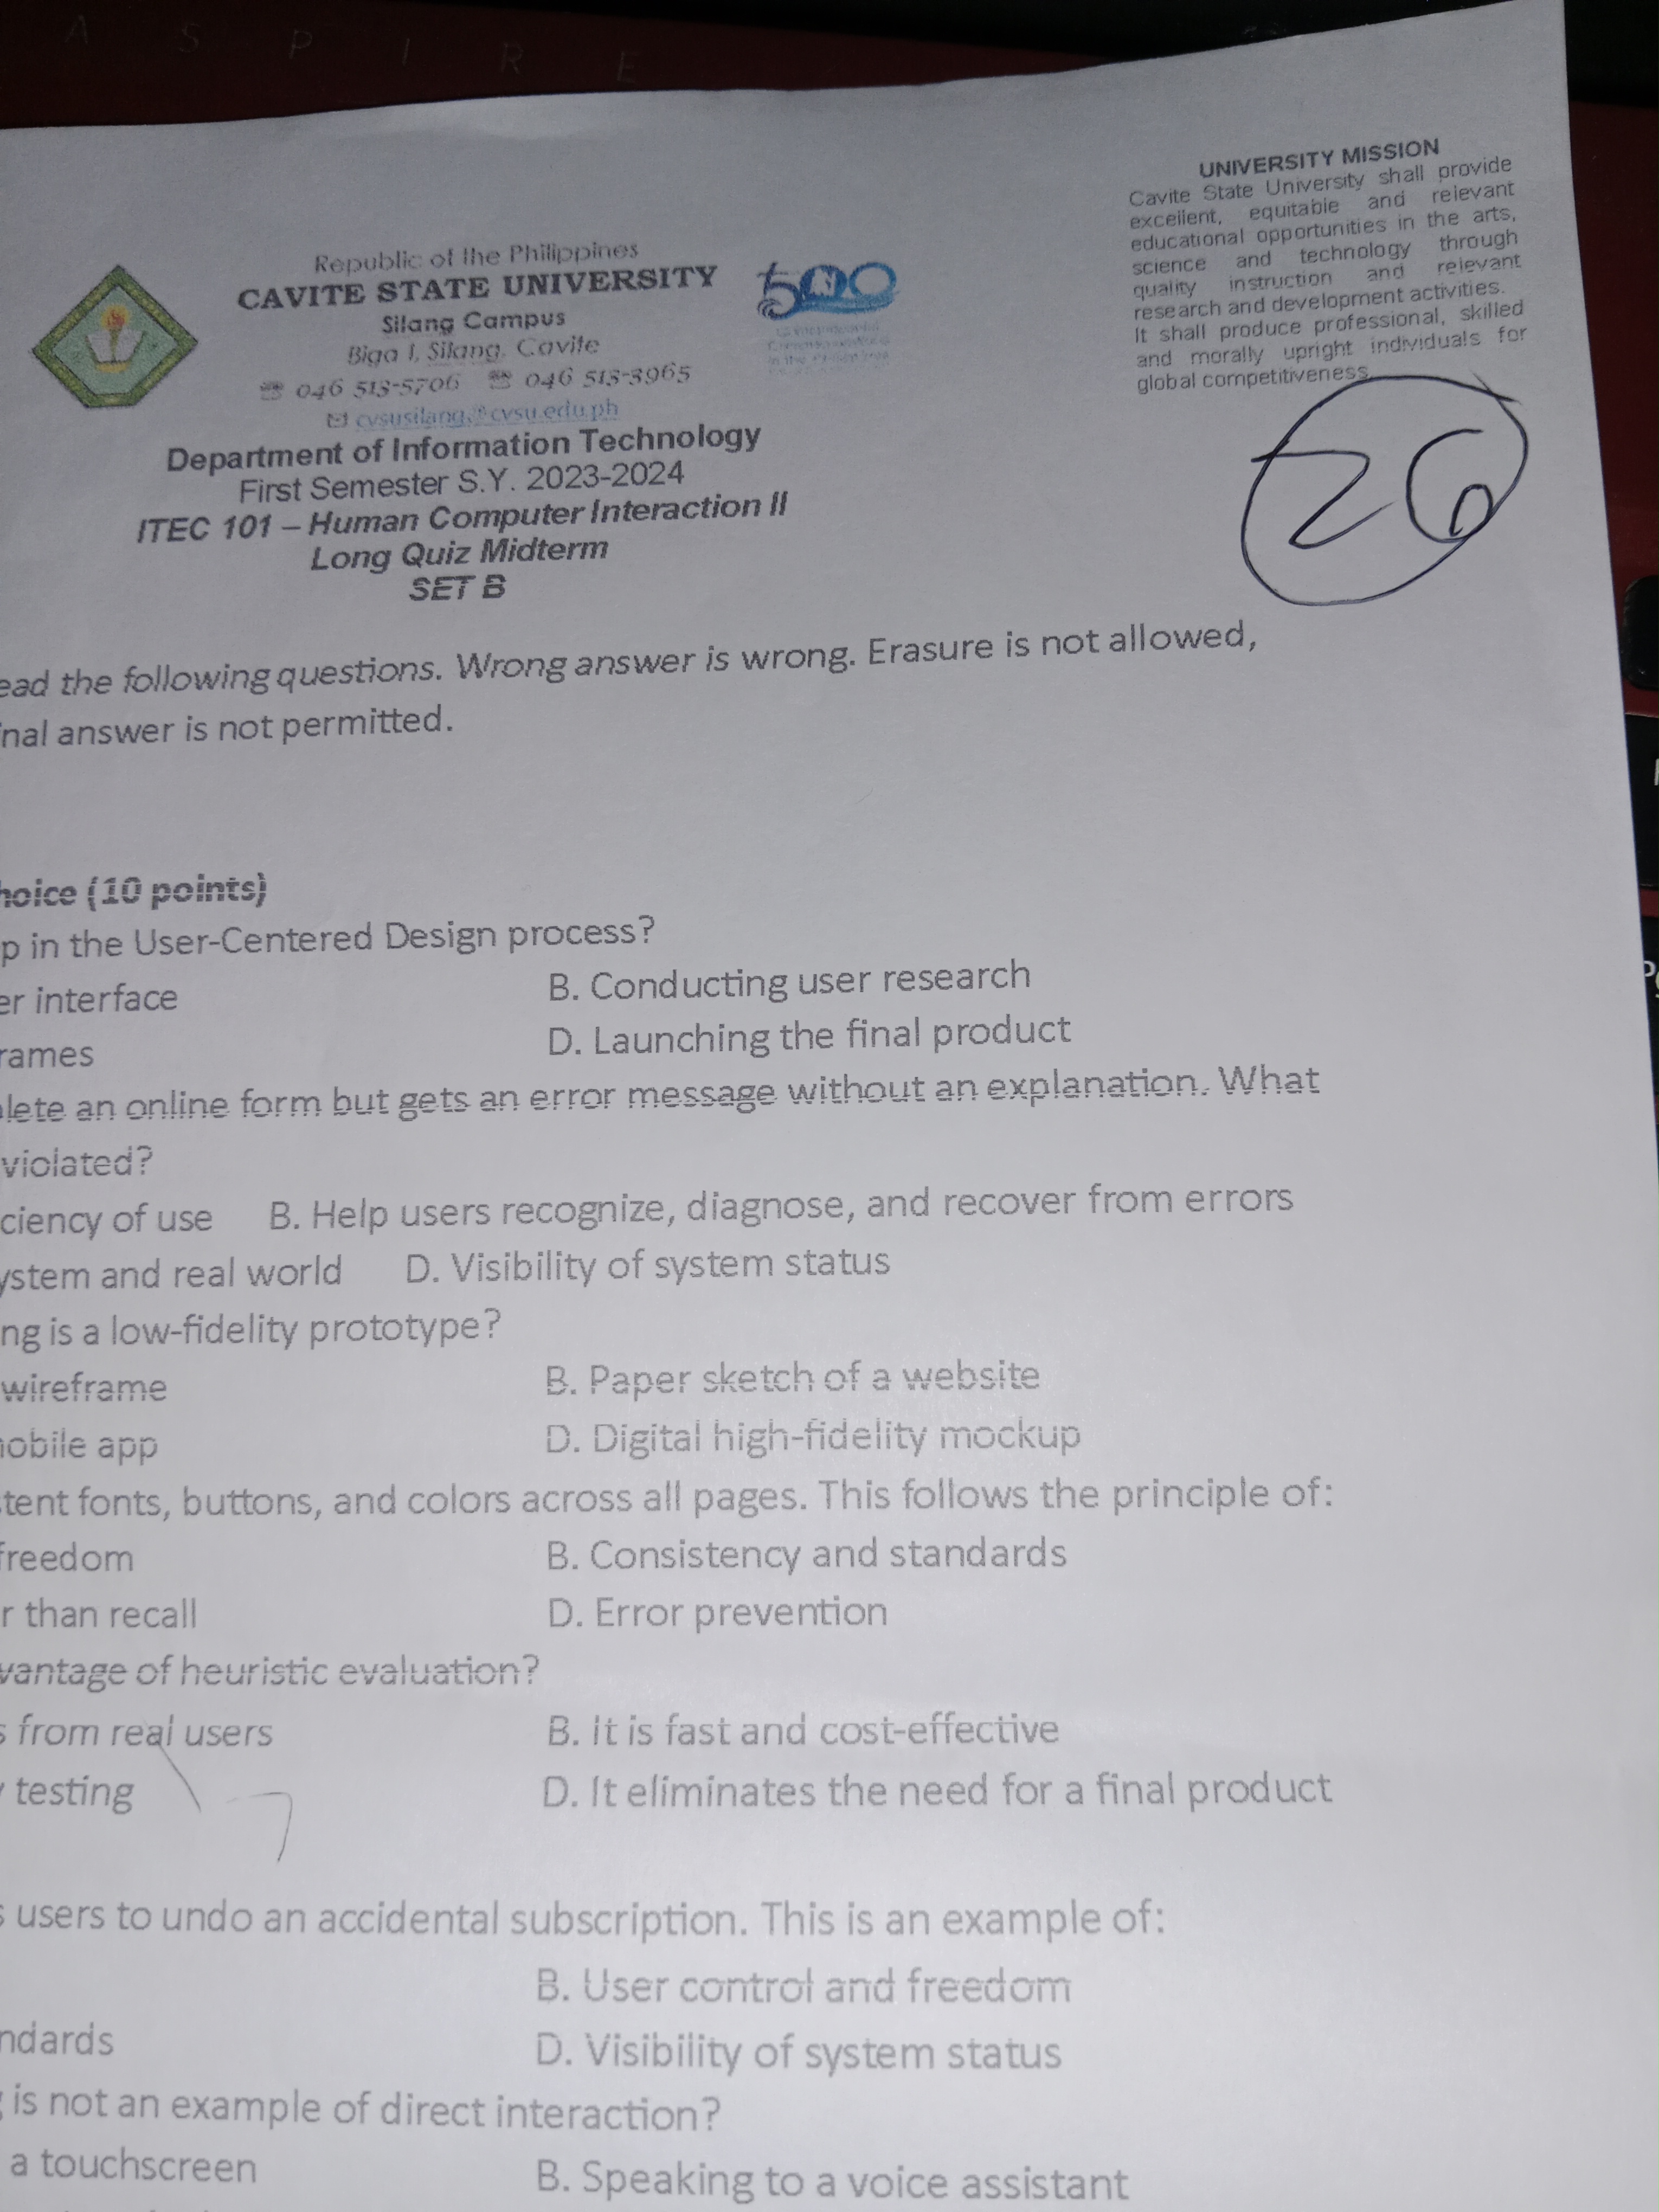 ASPIRE
UNIVERSITY MISSION
Cavite State University shall provide
excellent, equitable and relevant
educational opportunities in the arts,
science and technology through
quality instruction and relevant
research and development activities.
It shall produce professional, skilled
and morally upright individuals for
global competitiveness.
Republic of the Philippines
CAVITE STATE UNIVERSITY
Silang Campus
Biga I, Silang, Cavite
☎ 046 513-5706 ☎ 046 513-3965
cvsusilang@cvsu.edu.ph
500
in the Philippines
Department of Information Technology
First Semester S.Y. 2023-2024
ITEC 101 – Human Computer Interaction II
Long Quiz Midterm
SET B
26
ead the following questions. Wrong answer is wrong. Erasure is not allowed,
inal answer is not permitted.
hoice (10 points)
p in the User-Centered Design process?
er interface B. Conducting user research
rames D. Launching the final product
lete an online form but gets an error message without an explanation. What
violated?
ciency of use B. Help users recognize, diagnose, and recover from errors
ystem and real world D. Visibility of system status
ng is a low-fidelity prototype?
wireframe B. Paper sketch of a website
obile app D. Digital high-fidelity mockup
tent fonts, buttons, and colors across all pages. This follows the principle of:
freedom B. Consistency and standards
r than recall D. Error prevention
vantage of heuristic evaluation?
s from real users B. It is fast and cost-effective
y testing D. It eliminates the need for a final product
7
s users to undo an accidental subscription. This is an example of:
B. User control and freedom
ndards D. Visibility of system status
g is not an example of direct interaction?
a touchscreen B. Speaking to a voice assistant